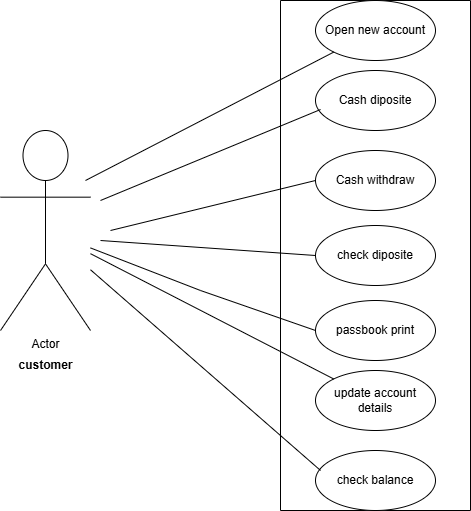 Open new account
Cash diposite
Cash withdraw
check diposite
passbook print
update account
details
check balance
Actor
customer